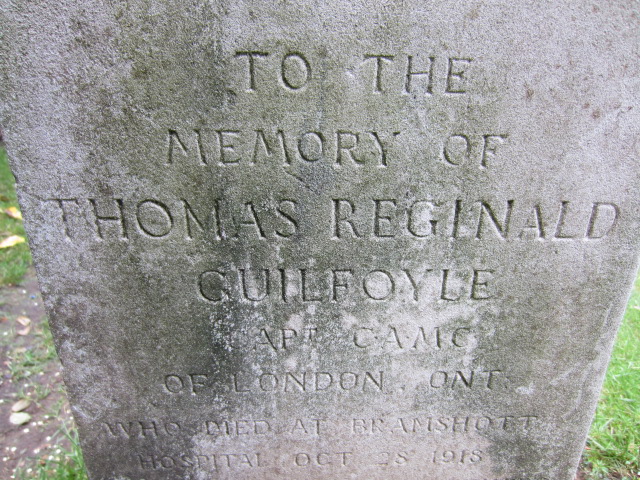 TO THE
MEMORY OF
THOMAS REGINALD
GUILFOYLE
CAMC
OF LONDON, ONT
WHO DIED AT BRAMSHOTT
HOSPITAL OCT 28 1918